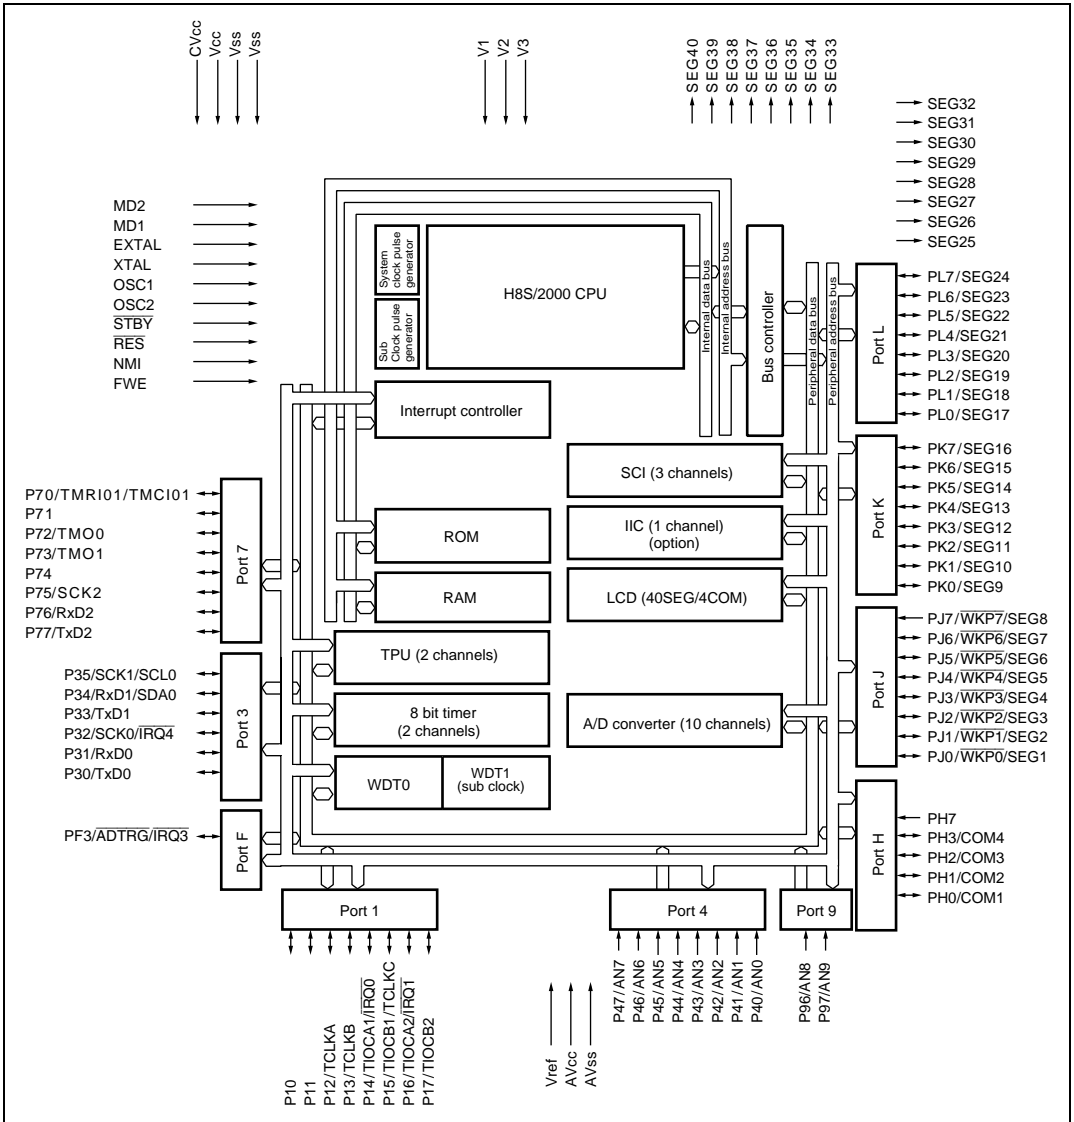 CVcc
Vcc
Vss
Vss
V1
V2
V3
SEG40
SEG39
SEG38
SEG37
SEG36
SEG35
SEG34
SEG33
SEG32
SEG31
SEG30
SEG29
SEG28
SEG27
SEG26
SEG25
MD2
MD1
EXTAL
XTAL
OSC1
OSC2
STBY
RES
NMI
FWE
System
clock pulse
generator
Sub
Clock pulse
generator
H8S/2000 CPU
Internal data bus
Internal address bus
Bus controller
Peripheral data bus
Peripheral address bus
Port L
PL7/SEG24
PL6/SEG23
PL5/SEG22
PL4/SEG21
PL3/SEG20
PL2/SEG19
PL1/SEG18
PL0/SEG17
Interrupt controller
SCI (3 channels)
IIC (1 channel)
(option)
LCD (40SEG/4COM)
ROM
RAM
Port K
PK7/SEG16
PK6/SEG15
PK5/SEG14
PK4/SEG13
PK3/SEG12
PK2/SEG11
PK1/SEG10
PK0/SEG9
P70/TMRI01/TMCI01
P71
P72/TMO0
P73/TMO1
P74
P75/SCK2
P76/RxD2
P77/TxD2
Port 7
TPU (2 channels)
8 bit timer
(2 channels)
WDT0
WDT1
(sub clock)
A/D converter (10 channels)
Port J
PJ7/WKP7/SEG8
PJ6/WKP6/SEG7
PJ5/WKP5/SEG6
PJ4/WKP4/SEG5
PJ3/WKP3/SEG4
PJ2/WKP2/SEG3
PJ1/WKP1/SEG2
PJ0/WKP0/SEG1
P35/SCK1/SCL0
P34/RxD1/SDA0
P33/TxD1
P32/SCK0/IRQ4
P31/RxD0
P30/TxD0
Port 3
PF3/ADTRG/IRQ3
Port F
Port H
PH7
PH3/COM4
PH2/COM3
PH1/COM2
PH0/COM1
Port 1
Port 4
Port 9
P10
P11
P12/TCLKA
P13/TCLKB
P14/TIOCA1/IRQ0
P15/TIOCB1/TCLKC
P16/TIOCA2/IRQ1
P17/TIOCB2
Vref
AVcc
AVss
P47/AN7
P46/AN6
P45/AN5
P44/AN4
P43/AN3
P42/AN2
P41/AN1
P40/AN0
P96/AN8
P97/AN9